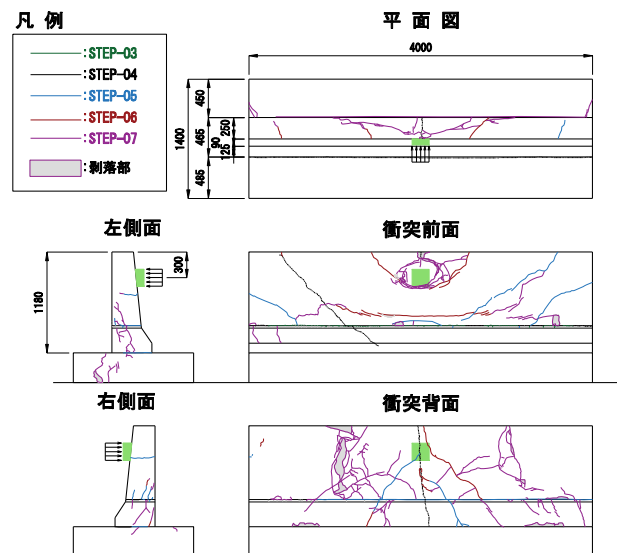 凡 例
:STEP-03
:STEP-04
:STEP-05
:STEP-06
:STEP-07
:剥落部
平 面 図
4000
1400
450
465
485
250
90
125
左側面
300
1180
衝突前面
右側面
衝突背面